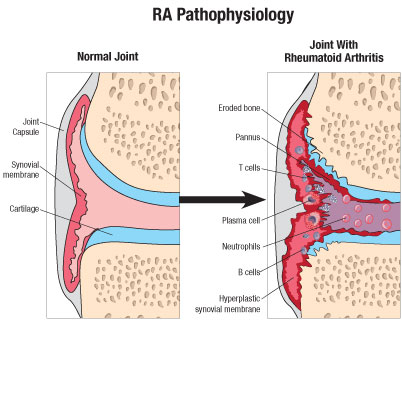 RA Pathophysiology
Normal Joint
Joint
Capsule
Synovial
membrane
Cartilage
Joint With
Rheumatoid Arthritis
Eroded bone
Pannus
T cells
Plasma cell
Neutrophils
B cells
Hyperplastic
synovial membrane